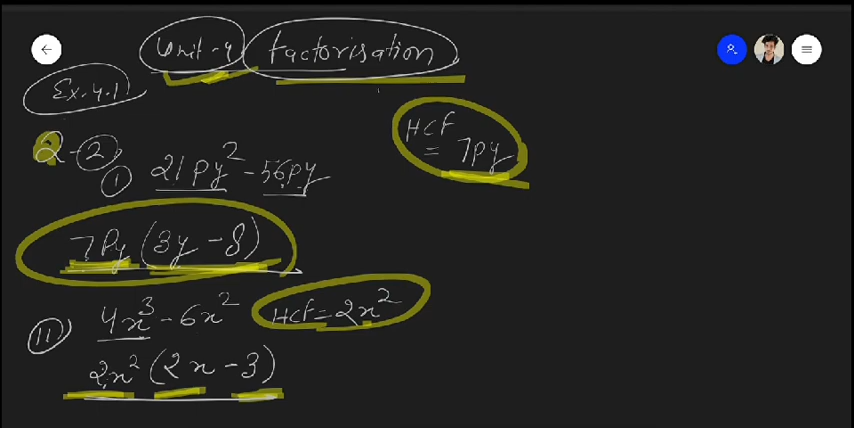 Unit-4 Factorisation
Ex.4.1
HCF
= 7py
Q-2
① 21py² - 56py
7Py (3y - 8)
ⅱ 4x³ - 6x² HCF = 2x²
2x² (2x - 3)